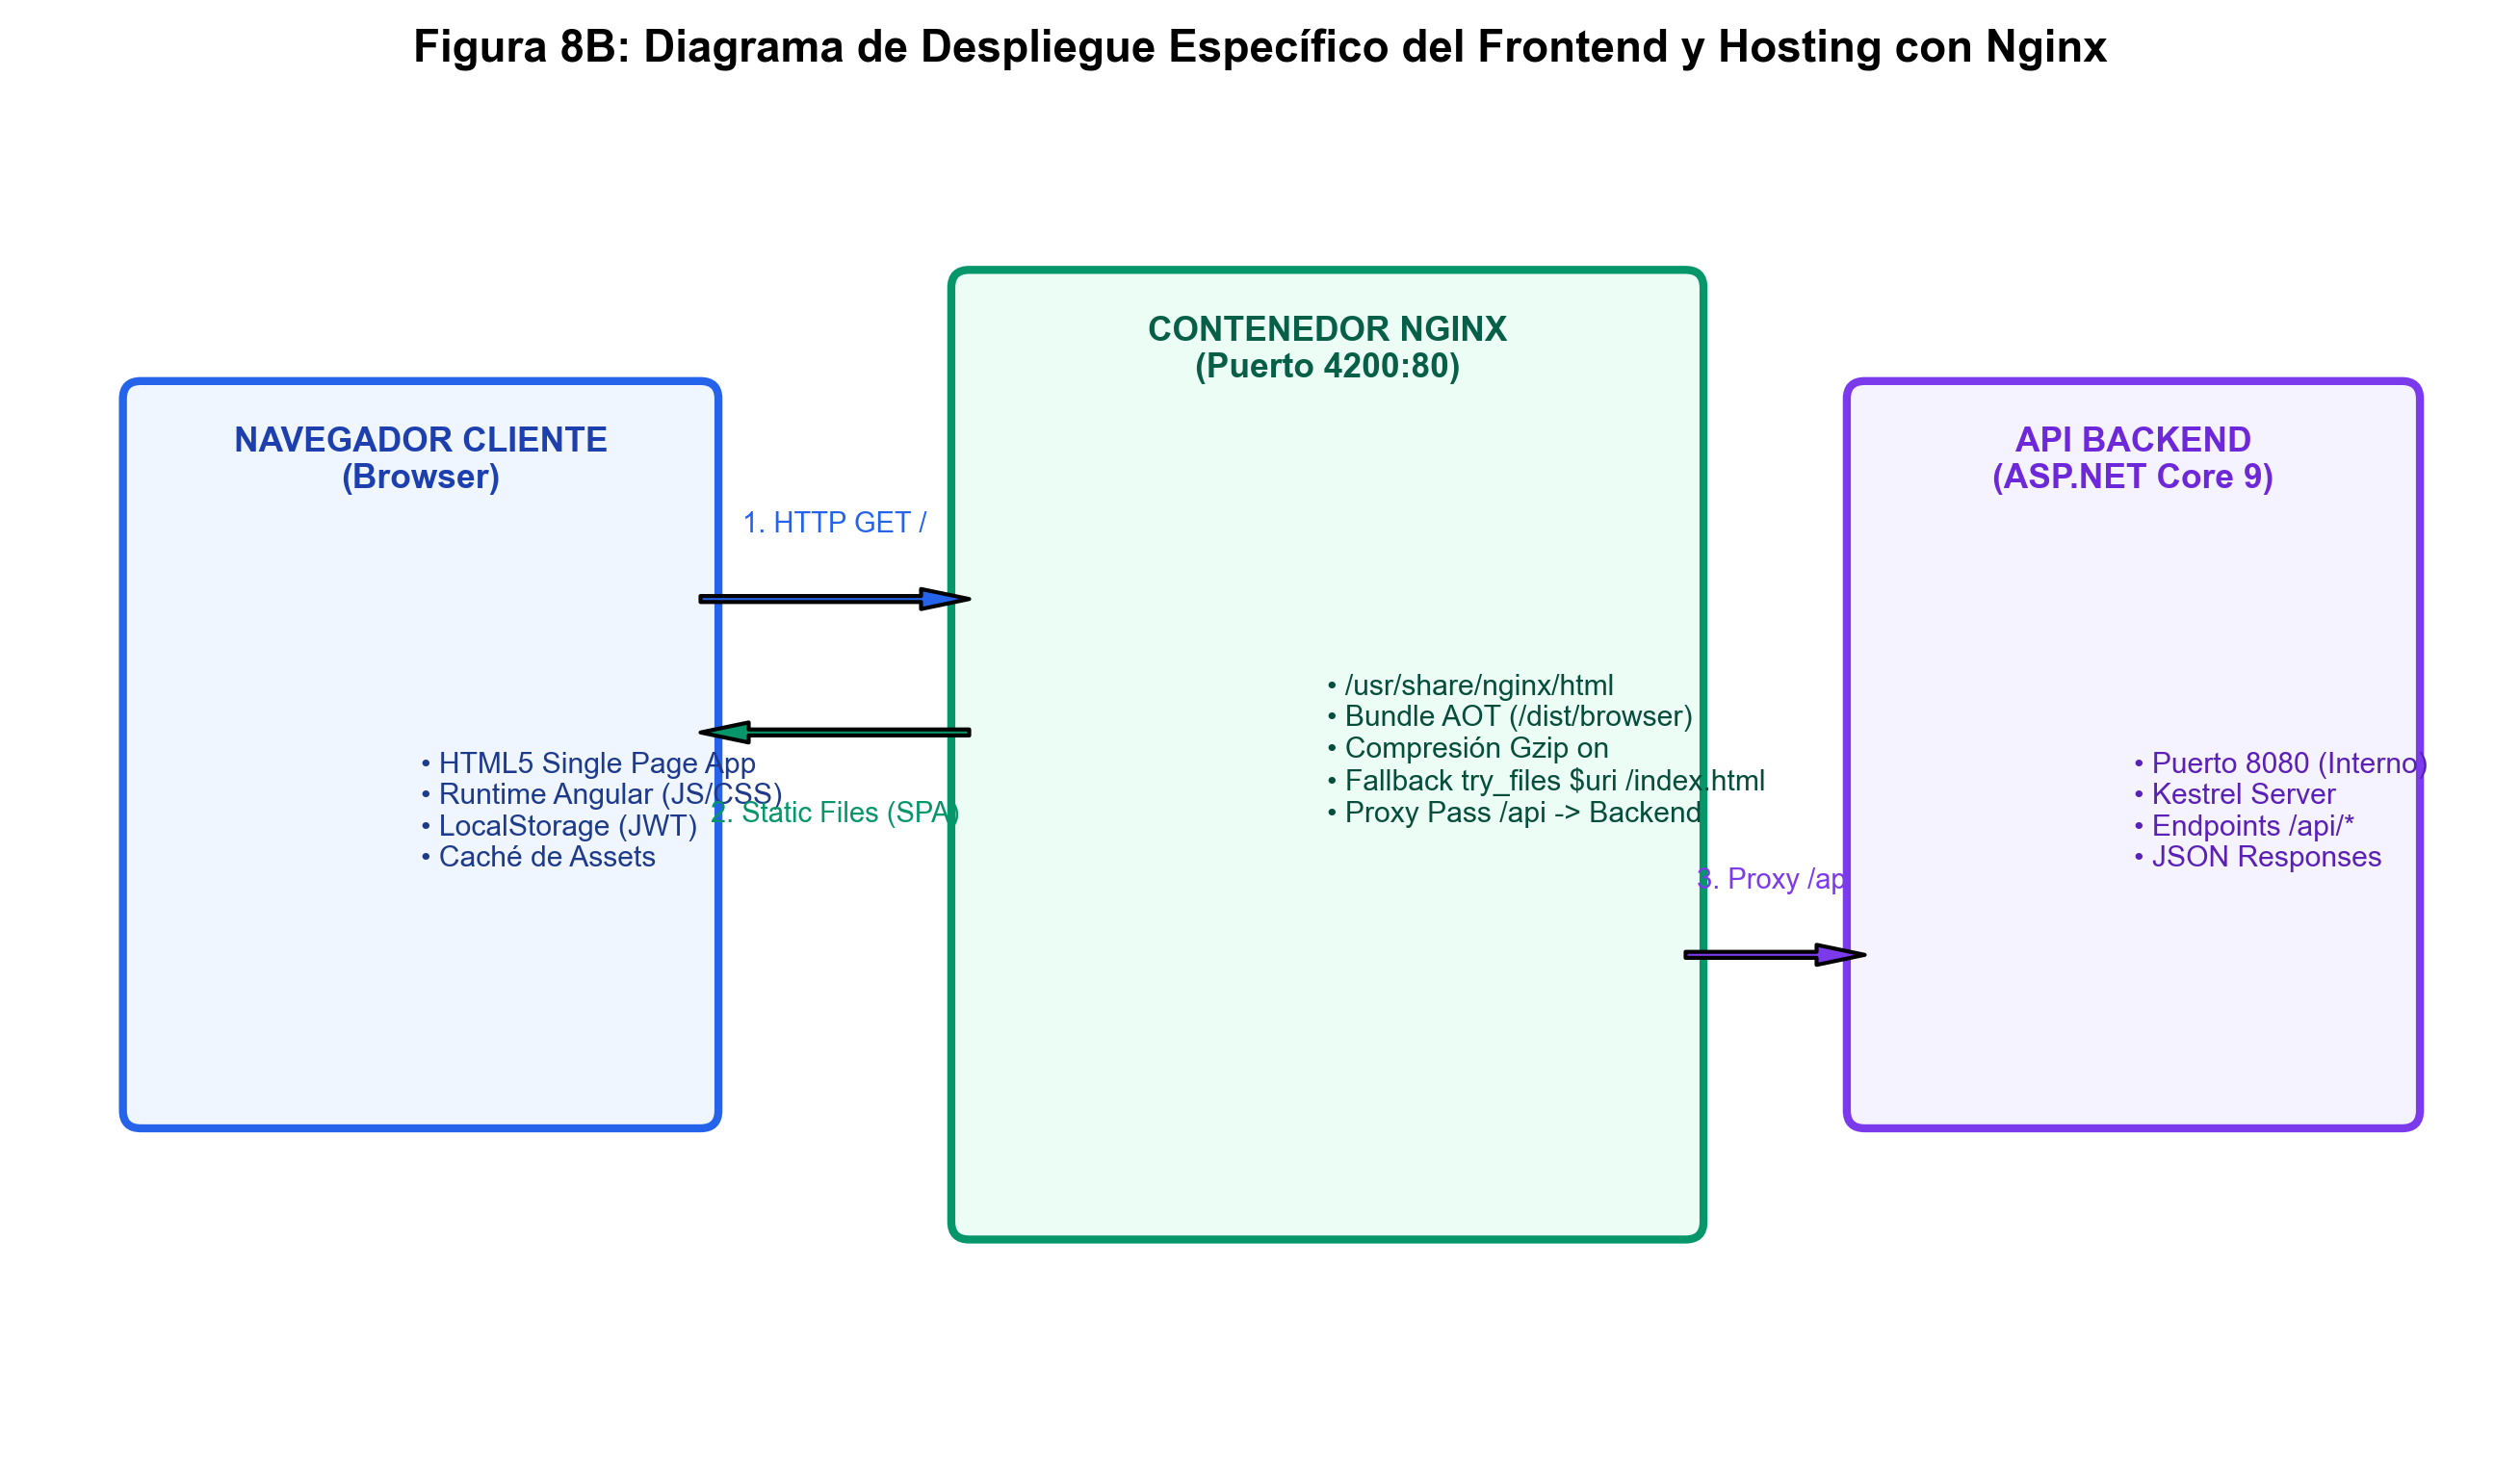 Figura 8B: Diagrama de Despliegue Específico del Frontend y Hosting con Nginx
NAVEGADOR CLIENTE
(Browser)
• HTML5 Single Page App
• Runtime Angular (JS/CSS)
• LocalStorage (JWT)
• Caché de Assets
1. HTTP GET /
2. Static Files (SPA)
CONTENEDOR NGINX
(Puerto 4200:80)
• /usr/share/nginx/html
• Bundle AOT (/dist/browser)
• Compresión Gzip on
• Fallback try_files $uri /index.html
• Proxy Pass /api -> Backend
3. Proxy /ap
API BACKEND
(ASP.NET Core 9)
• Puerto 8080 (Interno)
• Kestrel Server
• Endpoints /api/*
• JSON Responses